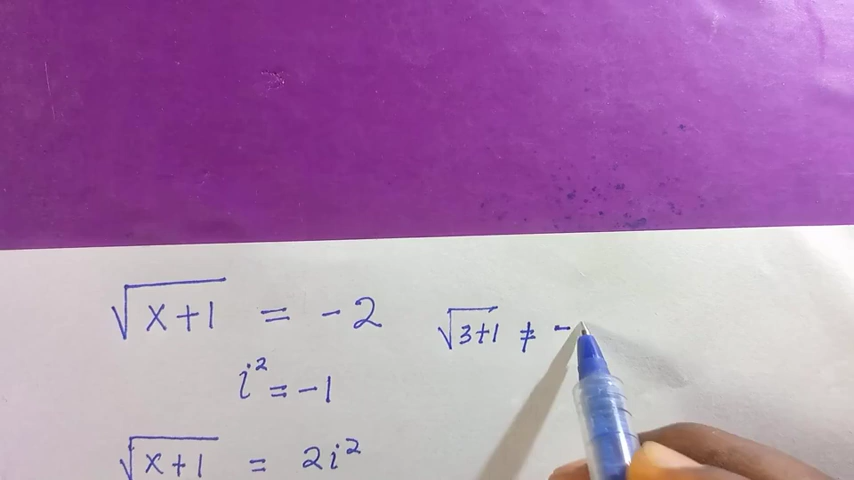 √x+1 = -2
√3+1 ≠ -
i² = -1
√x+1 = 2i²